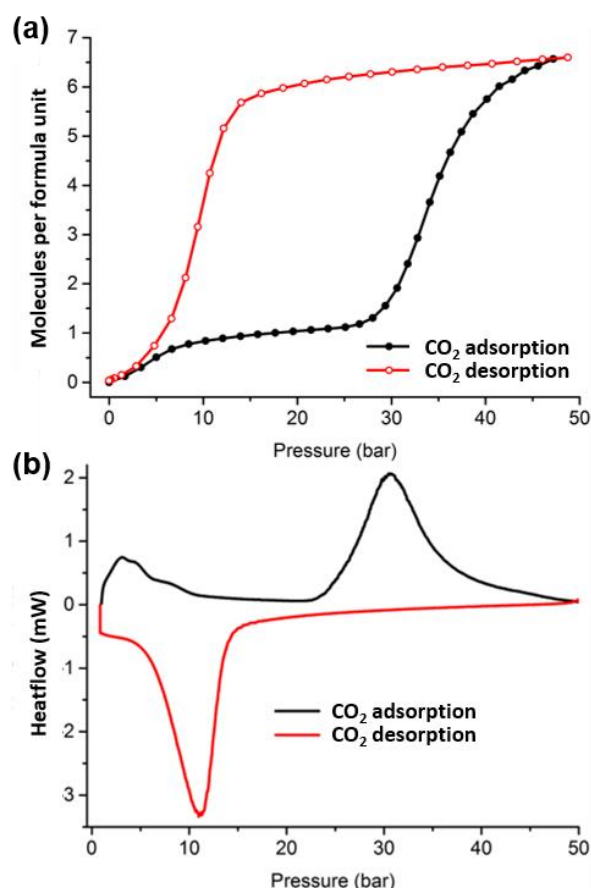 (a)
7
6
5
4
3
2
1
0
Molecules per formula unit
CO₂ adsorption
CO₂ desorption
0 10 20 30 40 50
Pressure (bar)
(b)
2
1
0
1
-2
3
Heatflow (mW)
CO₂ adsorption
CO₂ desorption
0 10 20 30 40 50
Pressure (bar)